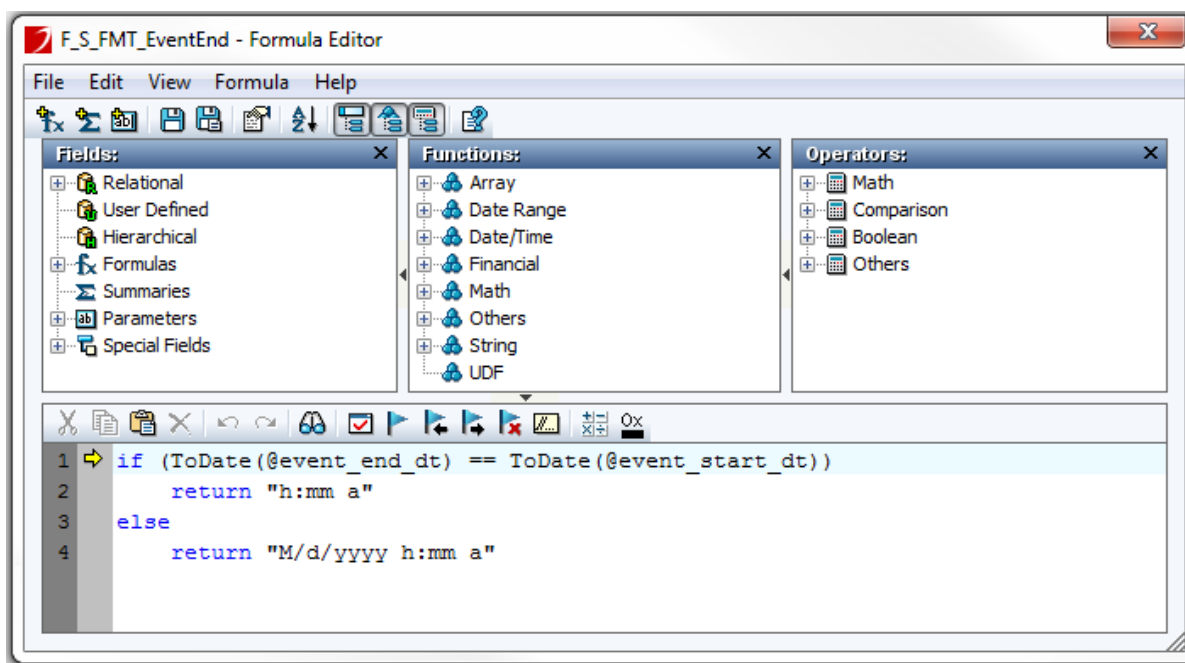 F_S_FMT_EventEnd - Formula Editor
x
File Edit View Formula Help
Fields: Functions: Operators:
Relational
User Defined
Hierarchical
Formulas
Summaries
Parameters
Special Fields
Array
Date Range
Date/Time
Financial
Math
Others
String
UDF
Math
Comparison
Boolean
Others
1 if (ToDate(@event_end_dt) == ToDate(@event_start_dt))
2 return "h:mm a"
3 else
4 return "M/d/yyyy h:mm a"